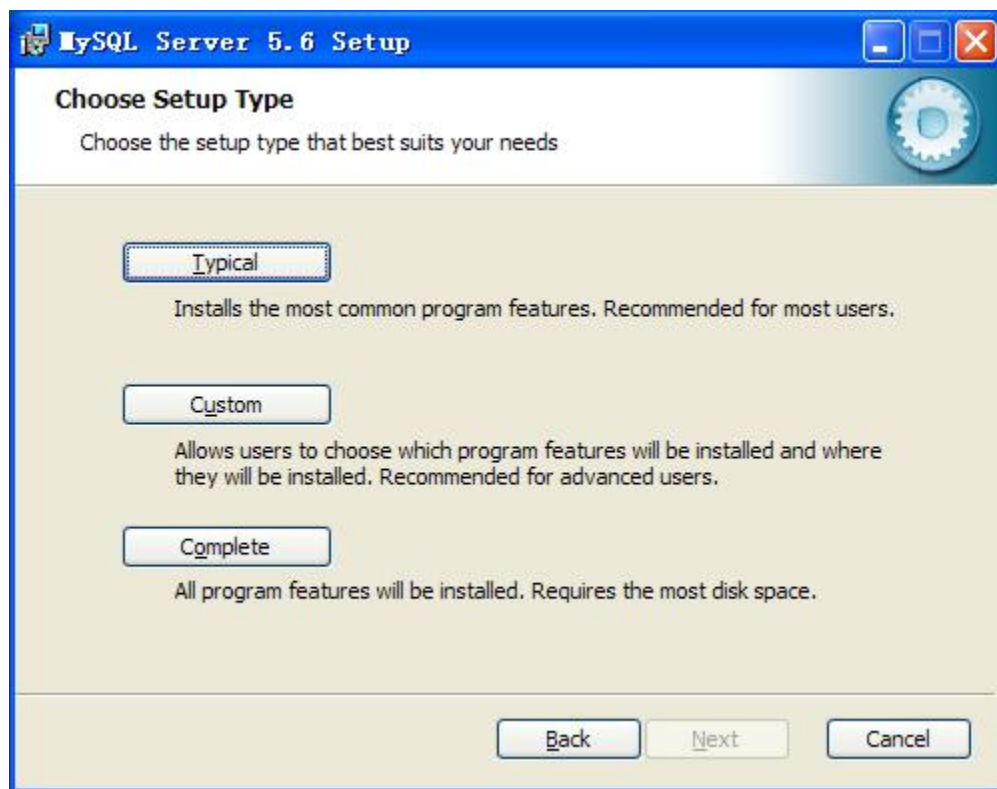 MySQL Server 5.6 Setup
Choose Setup Type
Choose the setup type that best suits your needs
Typical
Installs the most common program features. Recommended for most users.
Custom
Allows users to choose which program features will be installed and where
they will be installed. Recommended for advanced users.
Complete
All program features will be installed. Requires the most disk space.
Back Next Cancel